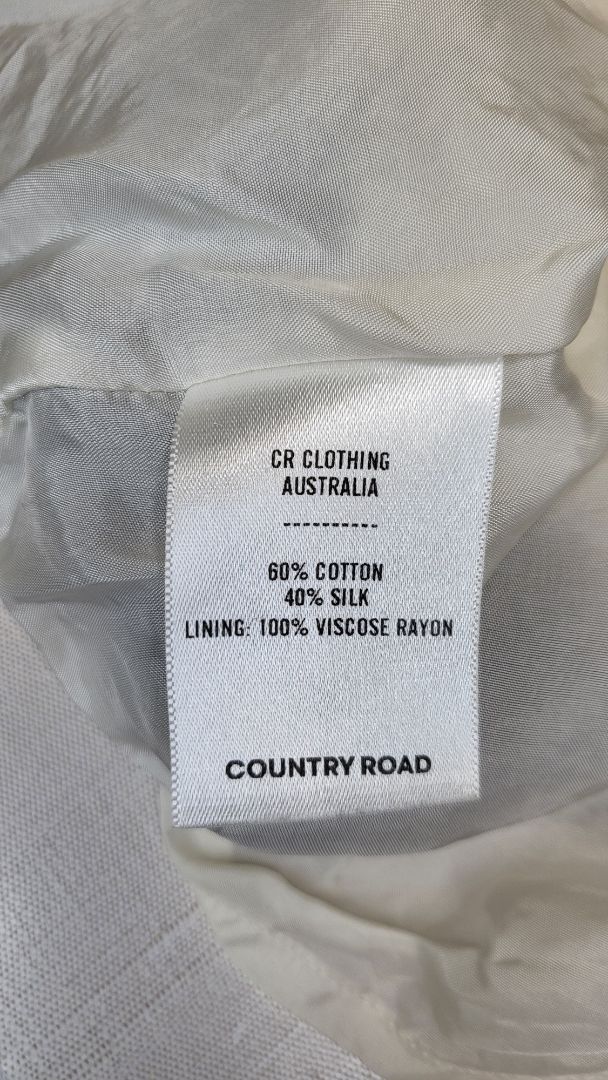 CR CLOTHING
AUSTRALIA
----------
60% COTTON
40% SILK
LINING: 100% VISCOSE RAYON
COUNTRY ROAD